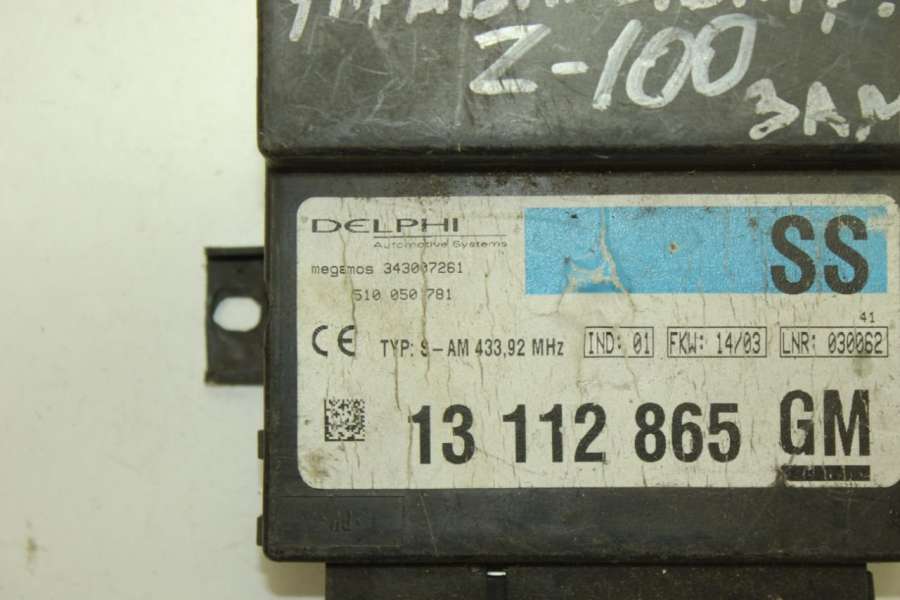 Z-100
ЗАМ
DELPHI
Automotive Systems
SS
megamos 343007261
510 050 781
41
CE TYP: S-AM 433,92 MHz IND: 01 FKW: 14/03 LNR: 030062
13 112 865 GM